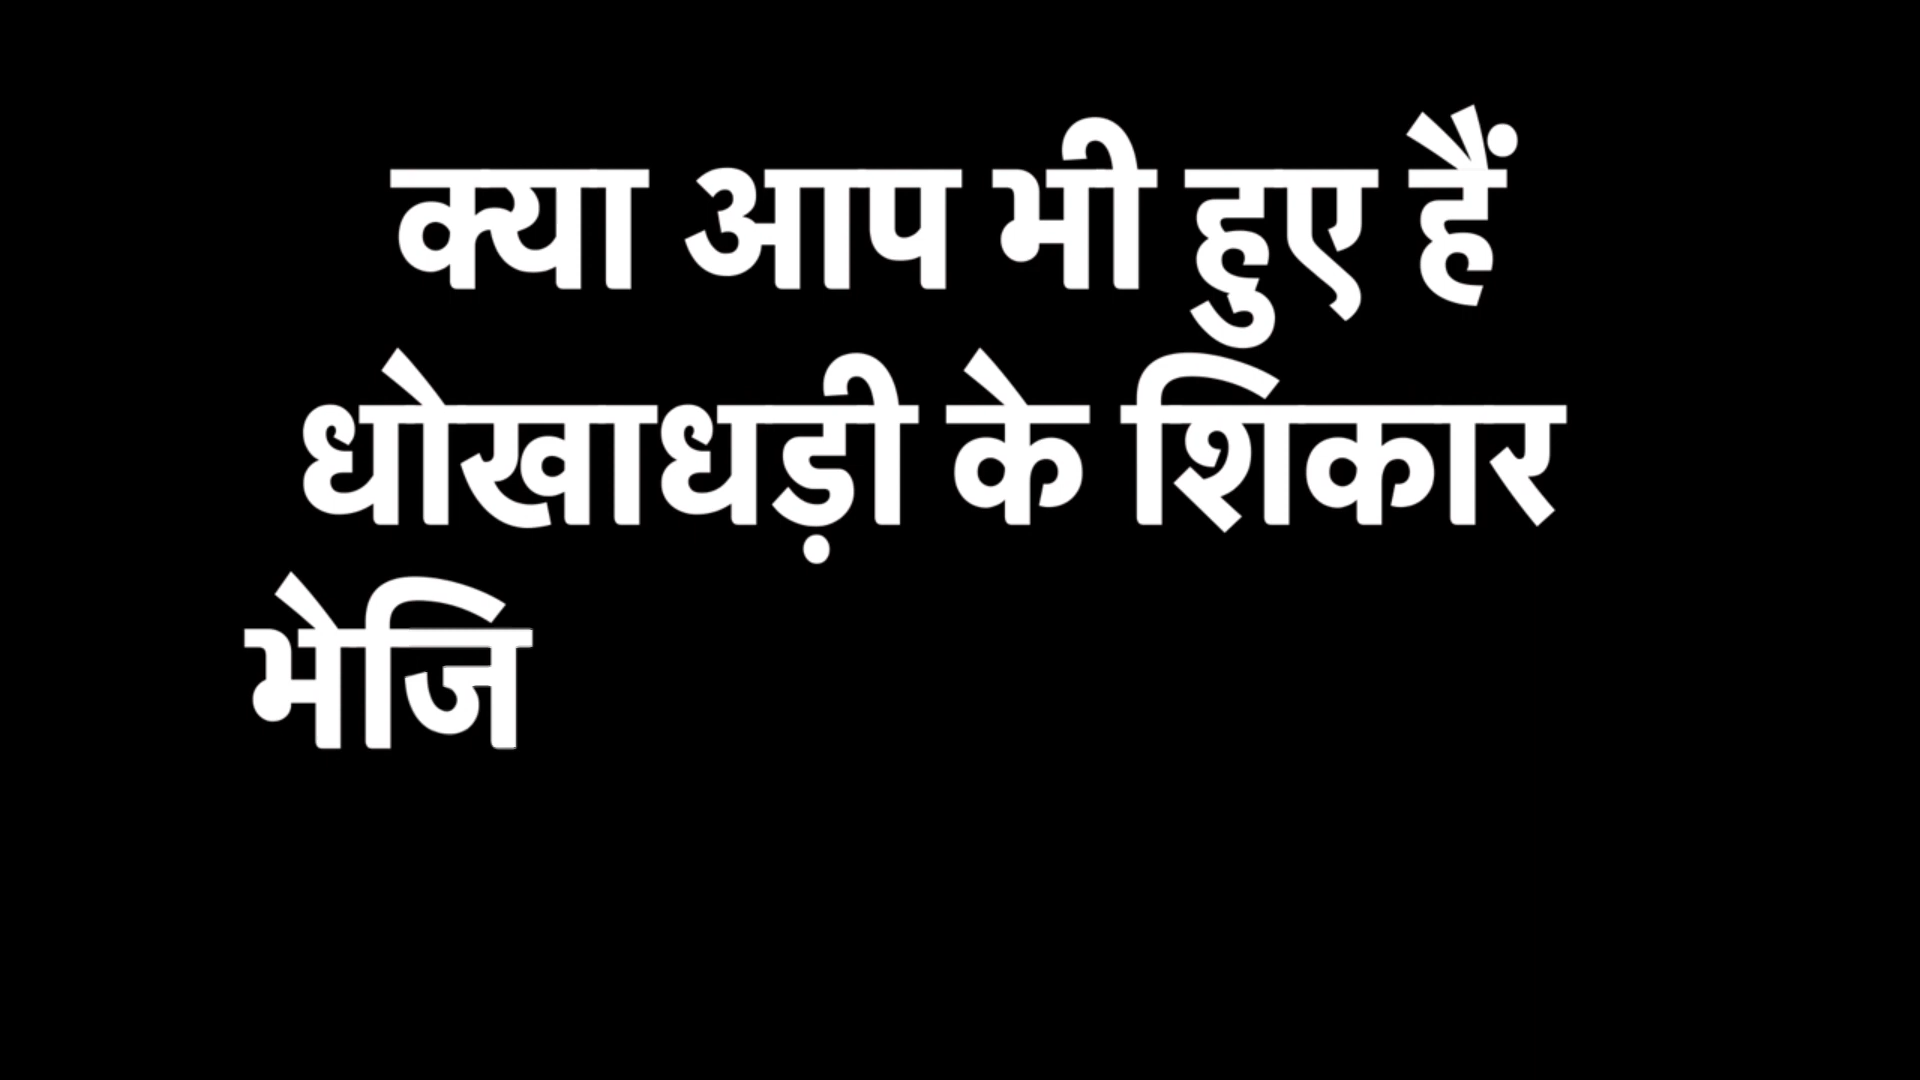 क्या आप भी हुए हैं
धोखाधड़ी के शिकार
भेजि